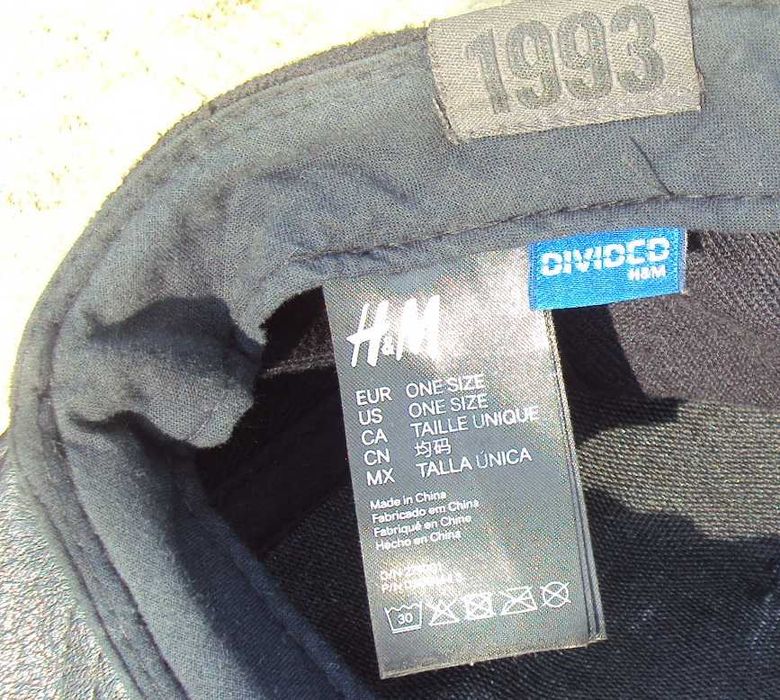 1993
DIVIDED
H&M
H&M
EUR ONE SIZE
US ONE SIZE
CA TAILLE UNIQUE
CN 均码
MX TALLA ÚNICA
Made in China
Fabricado em China
Fabriqué en Chine
Hecho en China
30